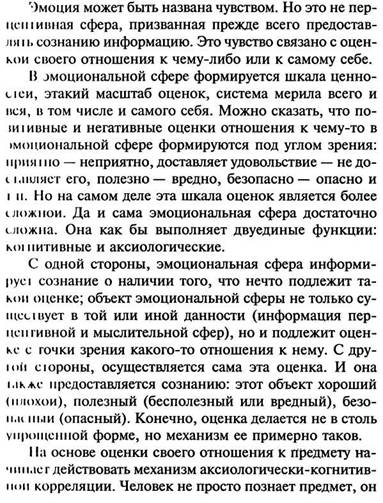 Эмоция может быть названа чувством. Но это не пер-
цептивная сфера, призванная прежде всего предостав-
лять сознанию информацию. Это чувство связано с оцен-
кой своего отношения к чему-либо или к самому себе.
В эмоциональной сфере формируется шкала ценно-
стей, этакий масштаб оценок, система мерила всего и
вся, в том числе и самого себя. Можно сказать, что по-
зитивные и негативные оценки отношения к чему-то в
эмоциональной сфере формируются под углом зрения:
приятно — неприятно, доставляет удовольствие — не до-
ставляет его, полезно — вредно, безопасно — опасно и
т.п. Но на самом деле эта шкала оценок является более
сложной. Да и сама эмоциональная сфера достаточно
сложна. Она как бы выполняет двуединые функции:
когнитивные и аксиологические.
С одной стороны, эмоциональная сфера информи-
рует сознание о наличии того, что нечто подлежит та-
кой оценке; объект эмоциональной сферы не только су-
ществует в той или иной данности (информация пер-
цептивной и мыслительной сфер), но и подлежит оцен-
ке с точки зрения какого-то отношения к нему. С дру-
гой стороны, осуществляется сама эта оценка. И она
также предоставляется сознанию: этот объект хороший
(плохой), полезный (бесполезный или вредный), безо-
пасный (опасный). Конечно, оценка делается не в столь
упрощенной форме, но механизм ее примерно таков.
На основе оценки своего отношения к предмету на-
чинает действовать механизм аксиологически-когнитив-
ной корреляции. Человек не просто познает предмет, он